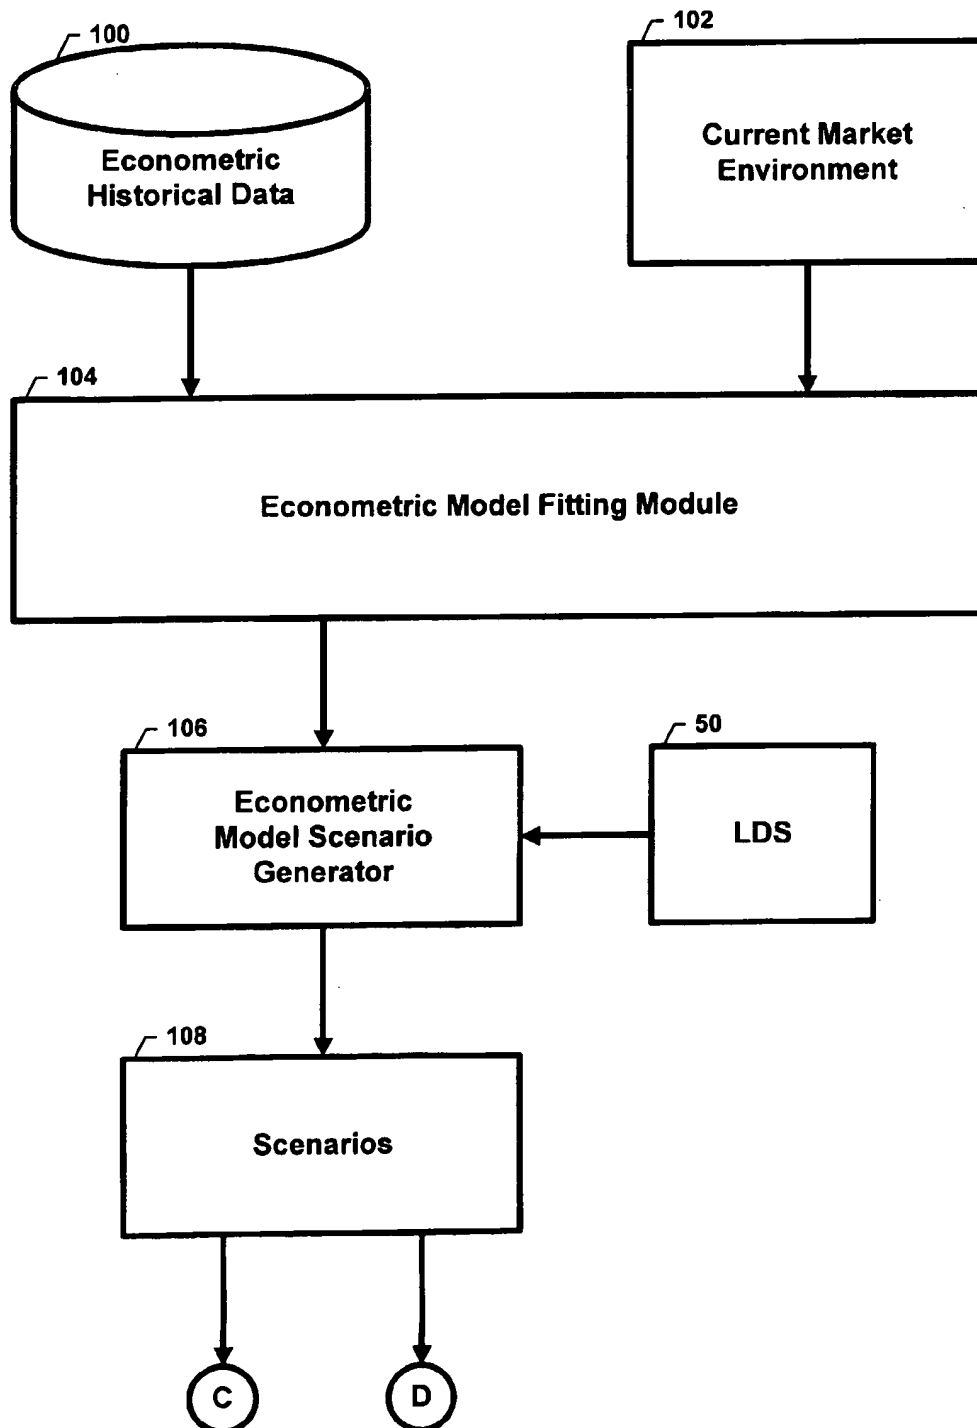 100
102
Econometric
Historical Data
Current Market
Environment
104
Econometric Model Fitting Module
106
50
Econometric
Model Scenario
Generator
LDS
108
Scenarios
C
D